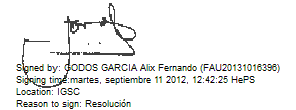 Signed by: GODOS GARCIA Alix Fernando (FAU20131016396)
Signing time:martes, septiembre 11 2012, 12:42:25 HePS
Location: IGSC
Reason to sign: Resolución